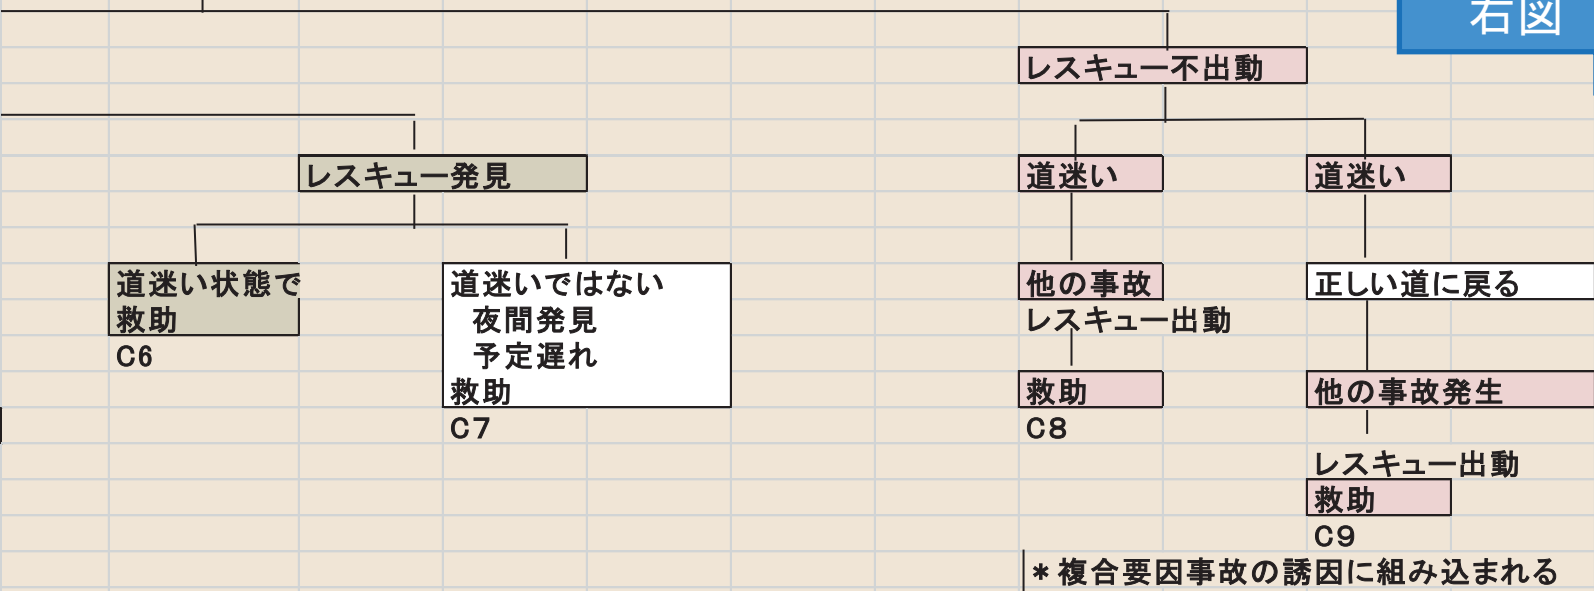 右図
レスキュー不出動
レスキュー発見
道迷い
道迷い
道迷い状態で
救助
C6
道迷いではない
夜間発見
予定遅れ
救助
C7
他の事故
レスキュー出動
救助
C8
正しい道に戻る
他の事故発生
レスキュー出動
救助
C9
＊複合要因事故の誘因に組み込まれる